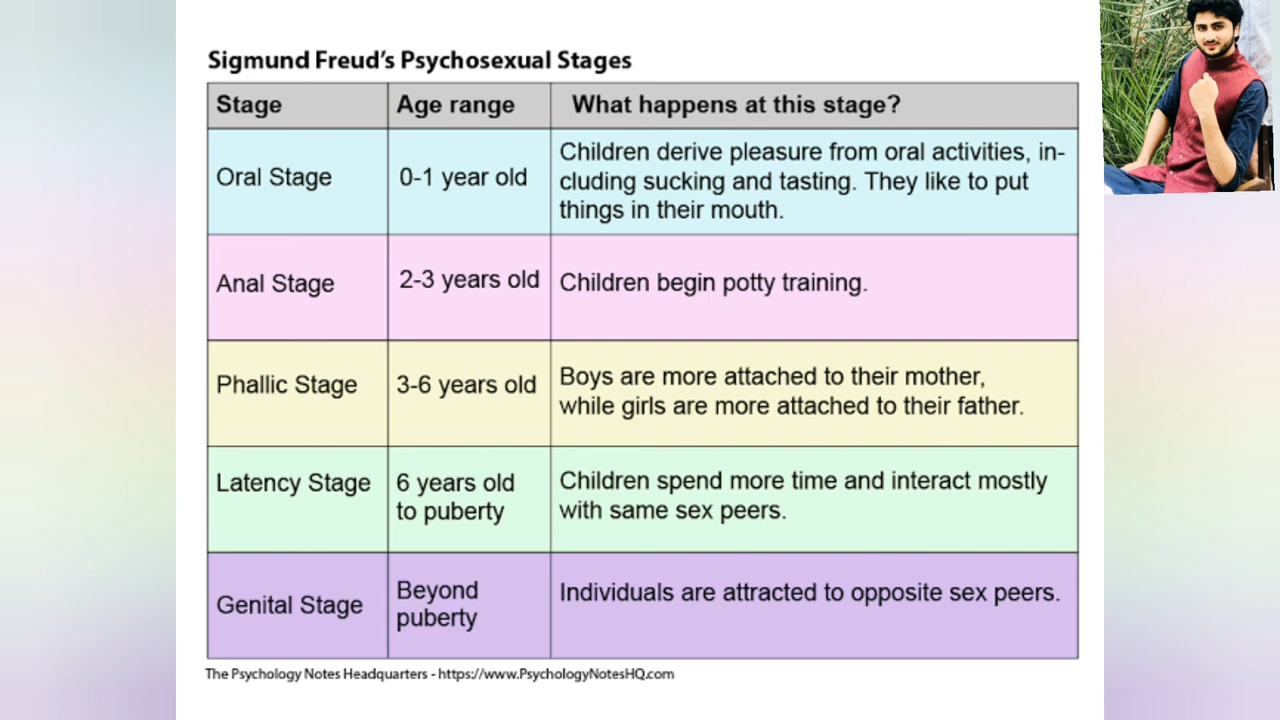 Sigmund Freud's Psychosexual Stages
Stage
Age range
What happens at this stage?
Oral Stage
0-1 year old
Children derive pleasure from oral activities, in-
cluding sucking and tasting. They like to put
things in their mouth.
Anal Stage
2-3 years old
Children begin potty training.
Phallic Stage
3-6 years old
Boys are more attached to their mother,
while girls are more attached to their father.
Latency Stage
6 years old
to puberty
Children spend more time and interact mostly
with same sex peers.
Genital Stage
Beyond
puberty
Individuals are attracted to opposite sex peers.
The Psychology Notes Headquarters - https://www.PsychologyNotesHQ.com